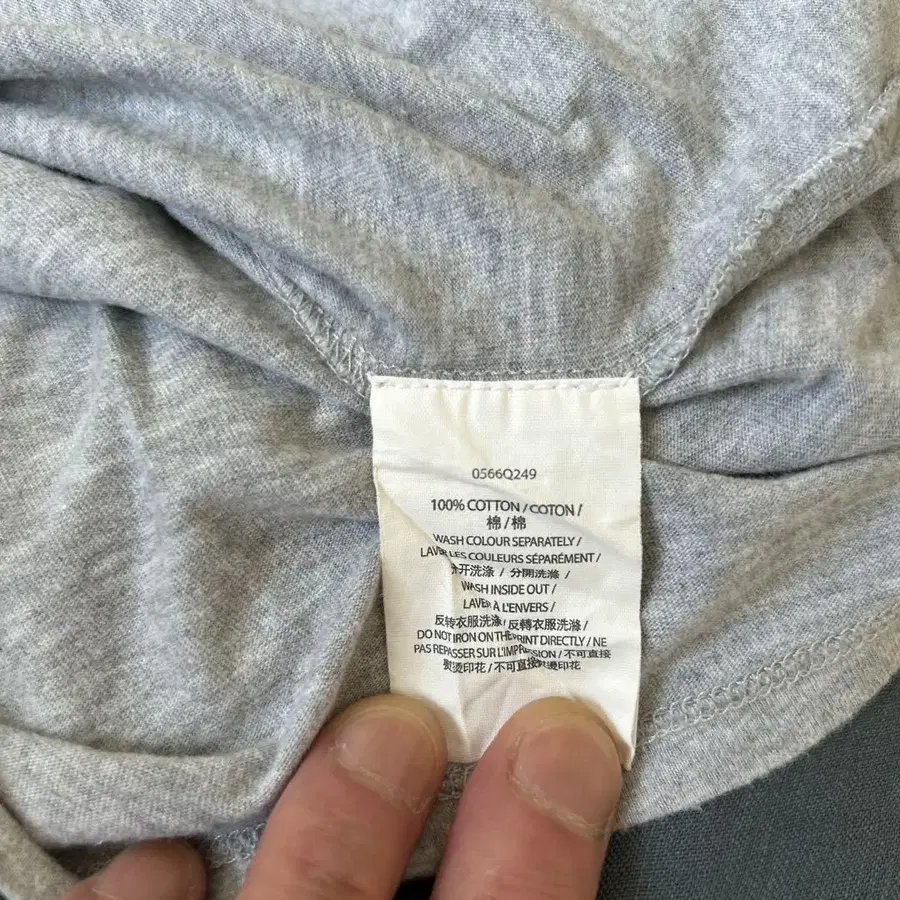 0566Q249
100% COTTON / COTON /
棉 / 棉
WASH COLOUR SEPARATELY /
LAVER LES COULEURS SÉPARÉMENT /
开洗涤 / 分開洗滌 /
WASH INSIDE OUT /
LAVER À L'ENVERS /
反转衣服洗涤 / 反轉衣服洗滌 /
DO NOT IRON ON THE PRINT DIRECTLY / NE
PAS REPASSER SUR L'IMPRESSION / 不可直接
熨烫印花 / 不可直接熨燙印花